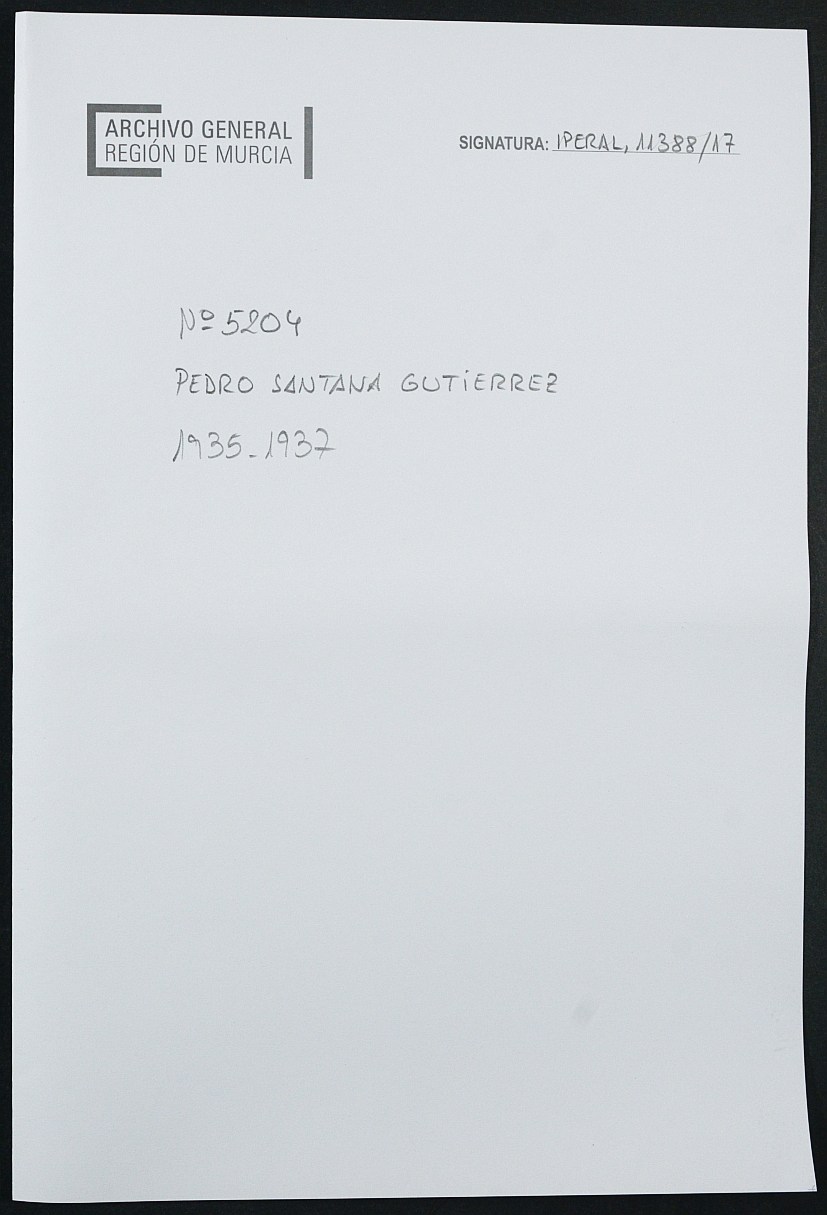 ARCHIVO GENERAL
REGIÓN DE MURCIA
SIGNATURA: IPERAL, 11388/17
Nº 5204
PEDRO SANTANA GUTIERREZ
1935-1937